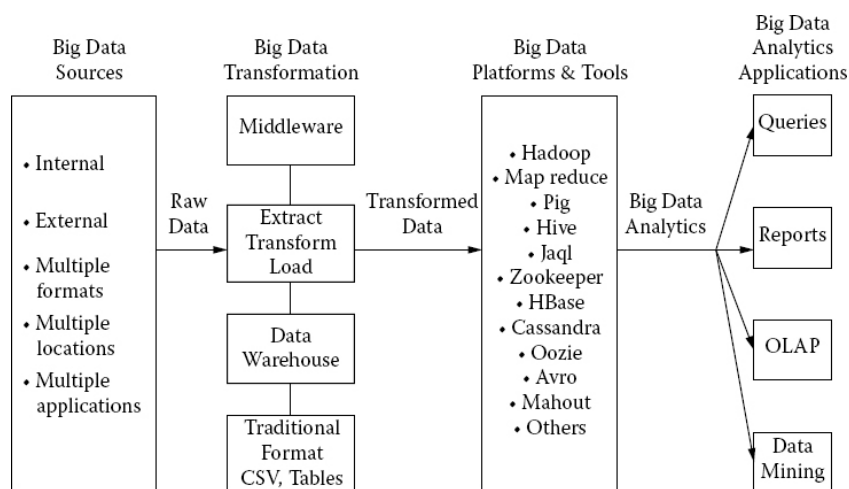 Big Data
Sources
• Internal
• External
• Multiple
formats
• Multiple
locations
• Multiple
applications
Raw
Data
Big Data
Transformation
Middleware
Extract
Transform
Load
Data
Warehouse
Traditional
Format
CSV, Tables
Transformed
Data
Big Data
Platforms & Tools
• Hadoop
• Map reduce
• Pig
• Hive
• Jaql
• Zookeeper
• HBase
• Cassandra
• Oozie
• Avro
• Mahout
• Others
Big Data
Analytics
Big Data
Analytics
Applications
Queries
Reports
OLAP
Data
Mining